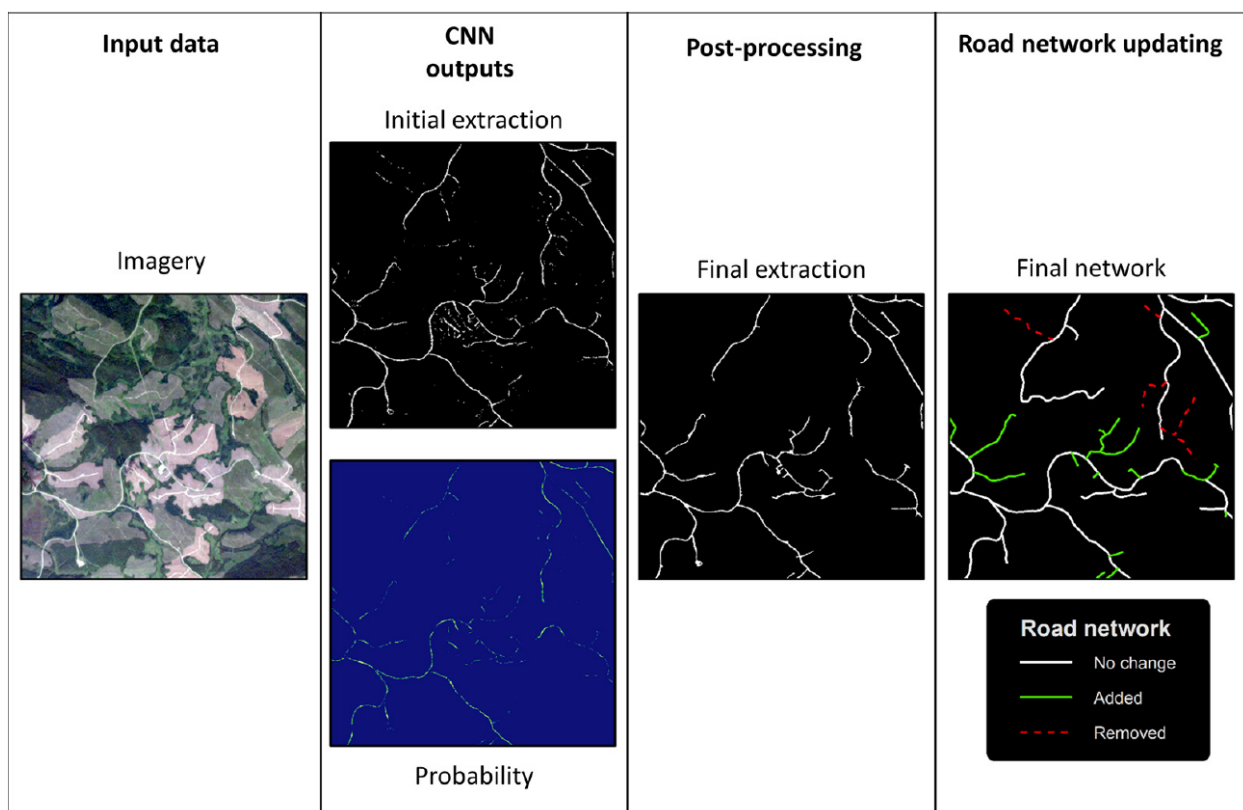 Input data
CNN
outputs
Post-processing
Road network updating
Initial extraction
Imagery
Final extraction
Final network
Probability
Road network
No change
Added
Removed